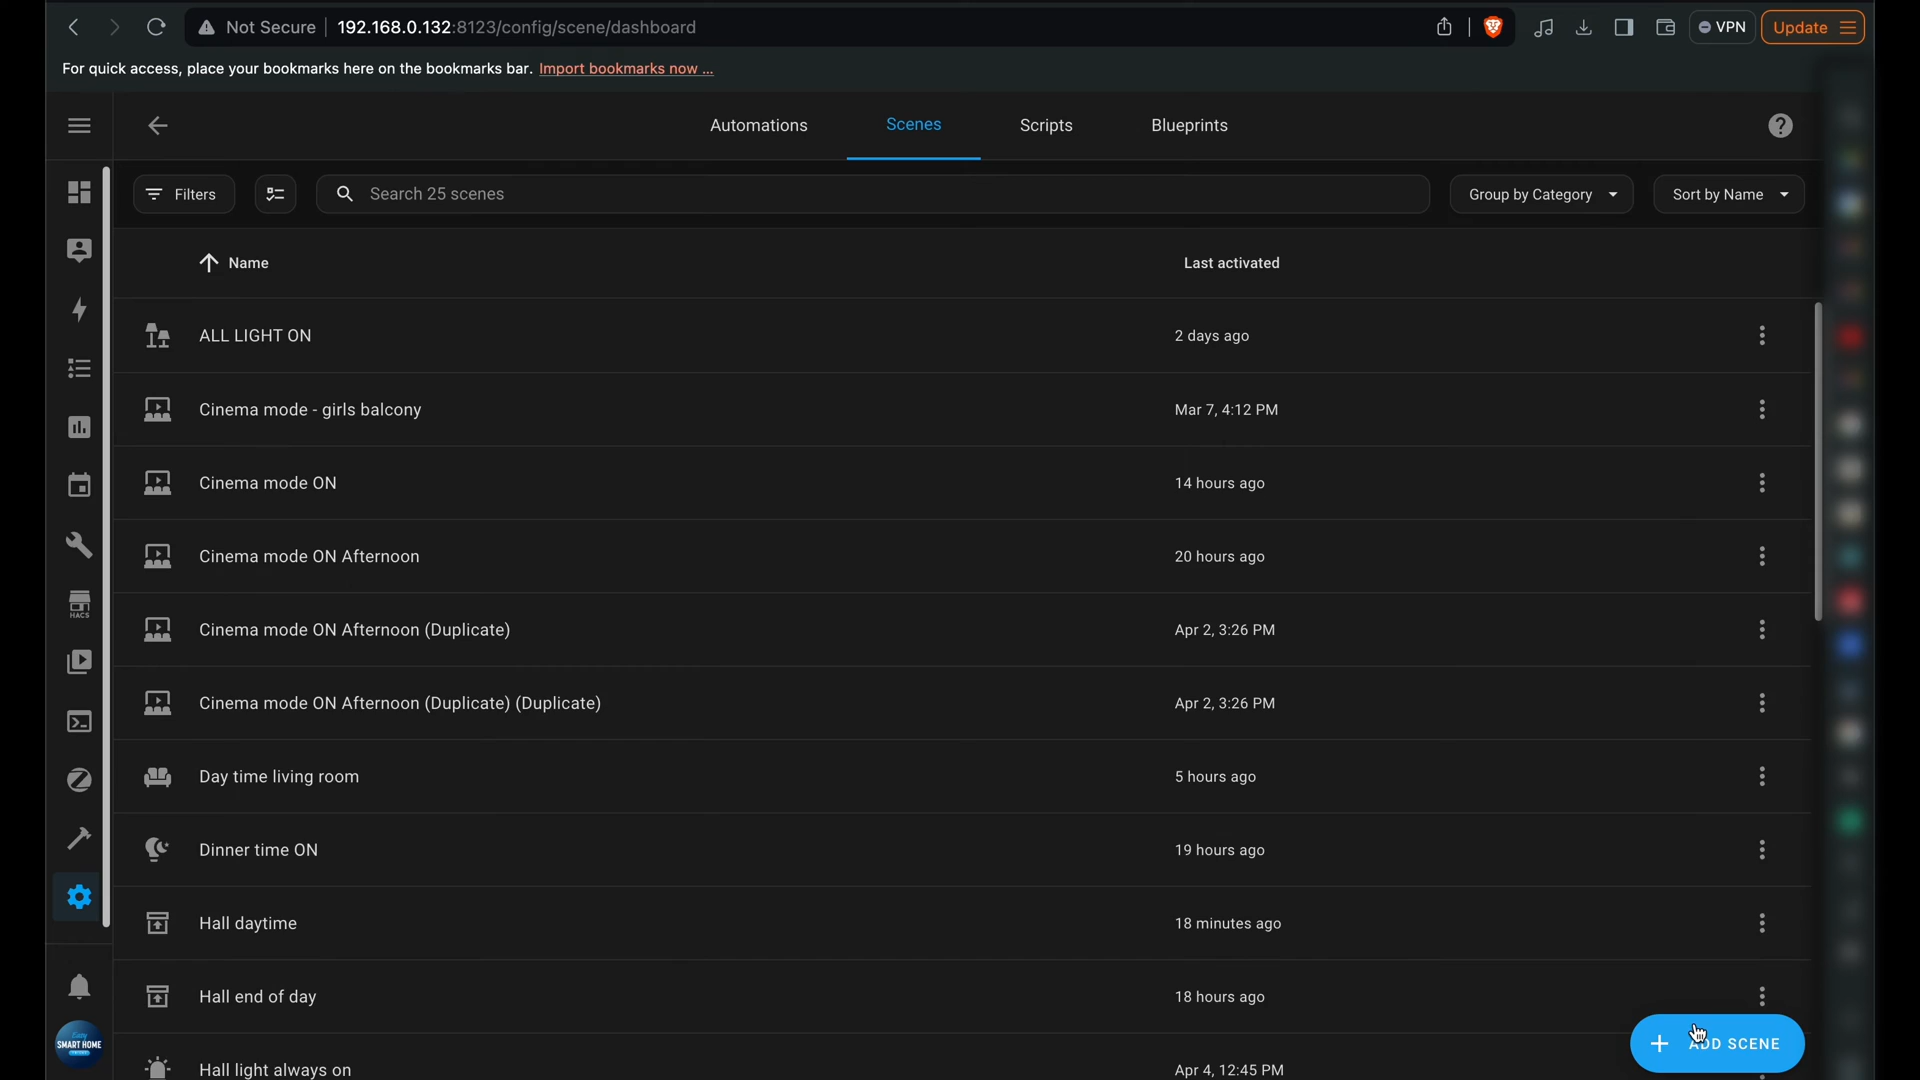 Not Secure 192.168.0.132:8123/config/scene/dashboard VPN Update
For quick access, place your bookmarks here on the bookmarks bar. Import bookmarks now ...
Automations Scenes Scripts Blueprints
Filters Search 25 scenes Group by Category Sort by Name
Name Last activated
ALL LIGHT ON 2 days ago
Cinema mode - girls balcony Mar 7, 4:12 PM
Cinema mode ON 14 hours ago
Cinema mode ON Afternoon 20 hours ago
Cinema mode ON Afternoon (Duplicate) Apr 2, 3:26 PM
HACS
Cinema mode ON Afternoon (Duplicate) (Duplicate) Apr 2, 3:26 PM
Day time living room 5 hours ago
Dinner time ON 19 hours ago
Hall daytime 18 minutes ago
Hall end of day 18 hours ago
SMART HOME
ADD SCENE
Hall light always on Apr 4, 12:45 PM